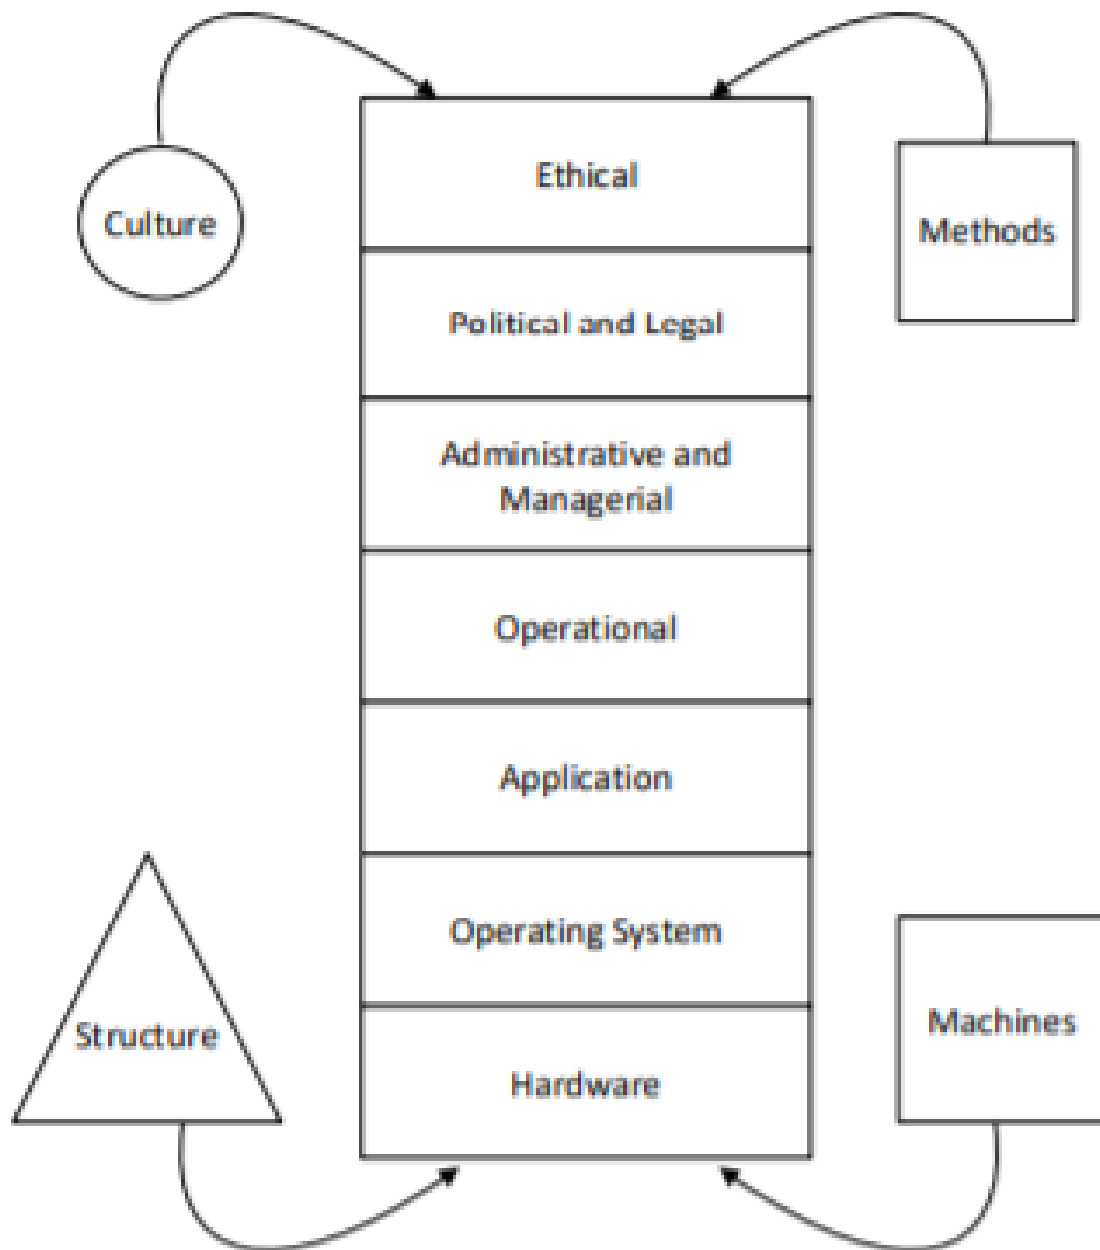 Ethical
Culture
Methods
Political and Legal
Administrative and
Managerial
Operational
Application
Operating System
Structure
Machines
Hardware